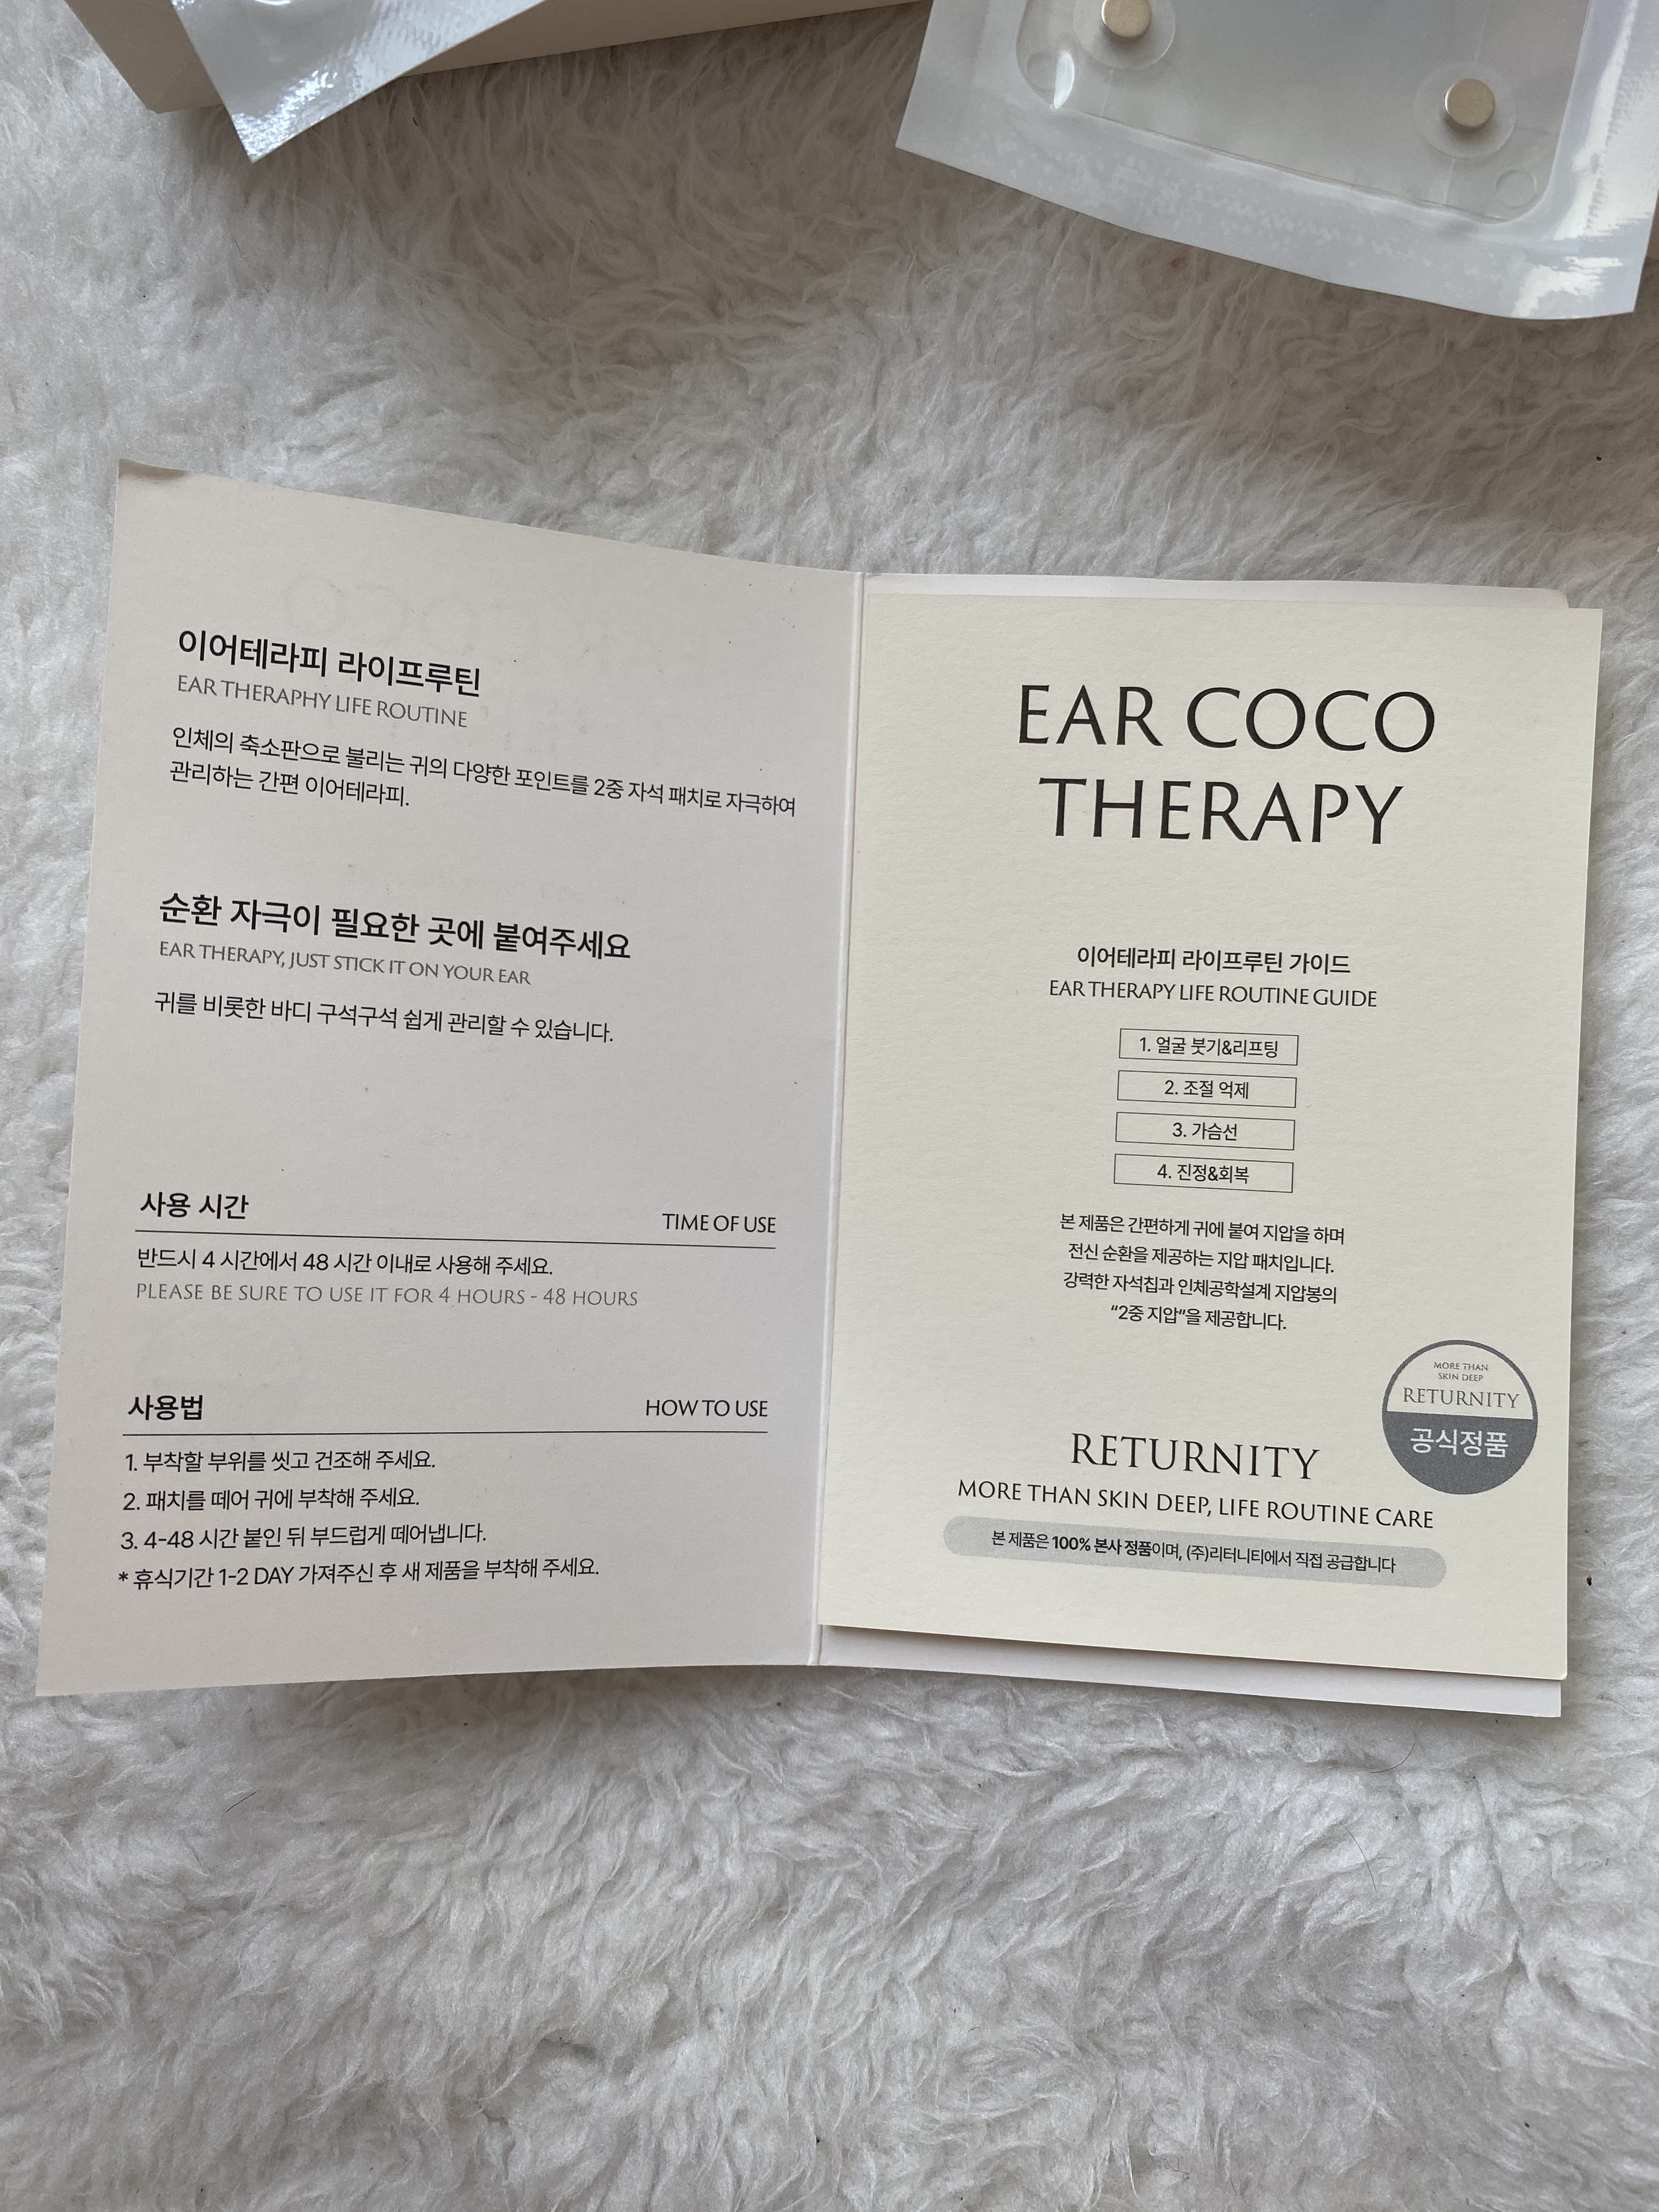 이어테라피 라이프루틴
EAR THERAPHY LIFE ROUTINE
인체의 축소판으로 불리는 귀의 다양한 포인트를 2중 자석 패치로 자극하여
관리하는 간편 이어테라피.
순환 자극이 필요한 곳에 붙여주세요
EAR THERAPY, JUST STICK IT ON YOUR EAR
귀를 비롯한 바디 구석구석 쉽게 관리할 수 있습니다.
사용 시간 TIME OF USE
반드시 4 시간에서 48 시간 이내로 사용해 주세요.
PLEASE BE SURE TO USE IT FOR 4 HOURS - 48 HOURS
사용법 HOW TO USE
1. 부착할 부위를 씻고 건조해 주세요.
2. 패치를 떼어 귀에 부착해 주세요.
3. 4-48 시간 붙인 뒤 부드럽게 떼어냅니다.
* 휴식기간 1-2 DAY 가져주신 후 새 제품을 부착해 주세요.
EAR COCO
THERAPY
이어테라피 라이프루틴 가이드
EAR THERAPY LIFE ROUTINE GUIDE
1. 얼굴 붓기&리프팅
2. 조절 억제
3. 가슴선
4. 진정&회복
본 제품은 간편하게 귀에 붙여 지압을 하며
전신 순환을 제공하는 지압 패치입니다.
강력한 자석칩과 인체공학설계 지압봉의
“2중 지압”을 제공합니다.
MORE THAN
SKIN DEEP
RETURNITY
공식정품
RETURNITY
MORE THAN SKIN DEEP, LIFE ROUTINE CARE
본 제품은 100% 본사 정품이며, (주)리터니티에서 직접 공급합니다